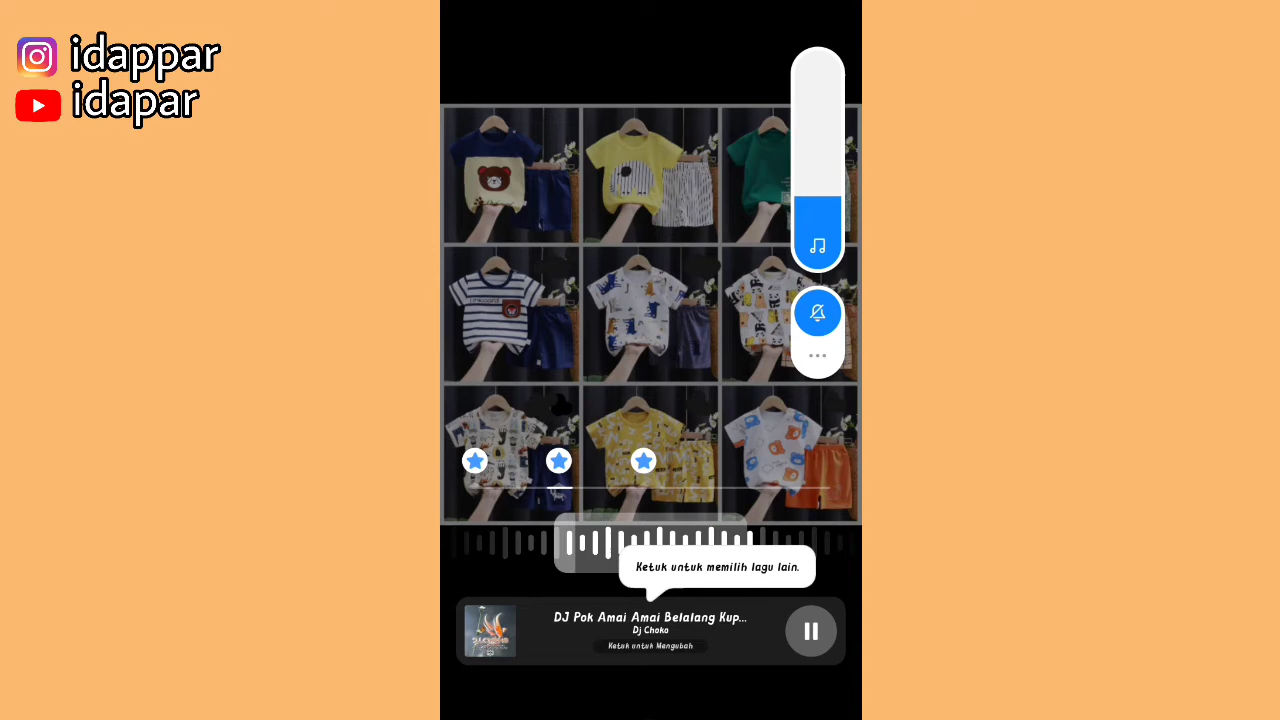 idappar
idapar
Ketuk untuk memilih lagu lain.
DJ Pok Amai Amai Belalang Kup...
Dj Choko
Ketuk untuk Mengubah